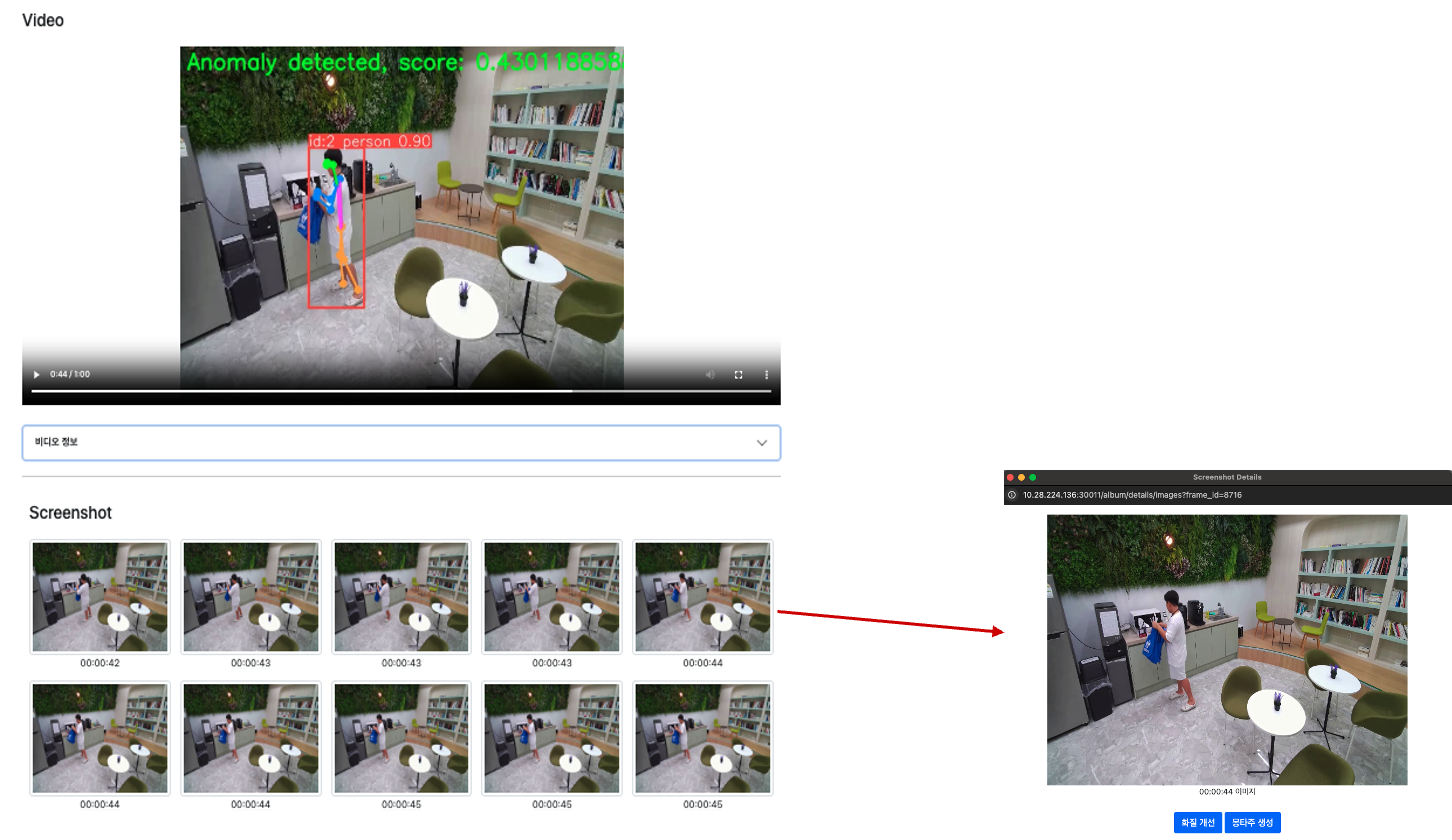 Video
Anomaly detected, score: 0.430118858
id:2 person 0.90
0:44 / 1:00
비디오 정보
Screenshot
00:00:42
00:00:43
00:00:43
00:00:43
00:00:44
00:00:44
00:00:44
00:00:45
00:00:45
00:00:45
Screenshot Details
10.28.224.136:30011/album/details/images?frame_id=8716
00:00:44 이미지
화질 개선
몽타주 생성